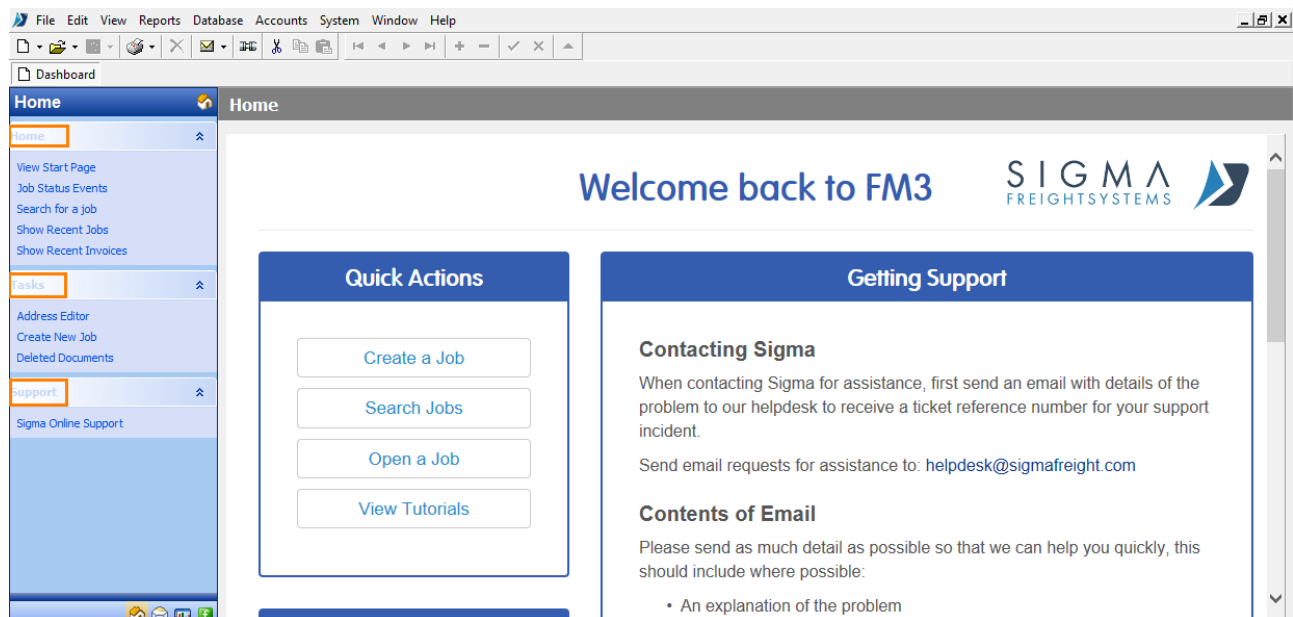 File Edit View Reports Database Accounts System Window Help
Dashboard
Home
Home
View Start Page
Job Status Events
Search for a job
Show Recent Jobs
Show Recent Invoices
Tasks
Address Editor
Create New Job
Deleted Documents
Support
Sigma Online Support
Home
Welcome back to FM3
SIGMA
FREIGHTSYSTEMS
Quick Actions
Create a Job
Search Jobs
Open a Job
View Tutorials
Getting Support
Contacting Sigma
When contacting Sigma for assistance, first send an email with details of the
problem to our helpdesk to receive a ticket reference number for your support
incident.
Send email requests for assistance to: helpdesk@sigmafreight.com
Contents of Email
Please send as much detail as possible so that we can help you quickly, this
should include where possible:
• An explanation of the problem